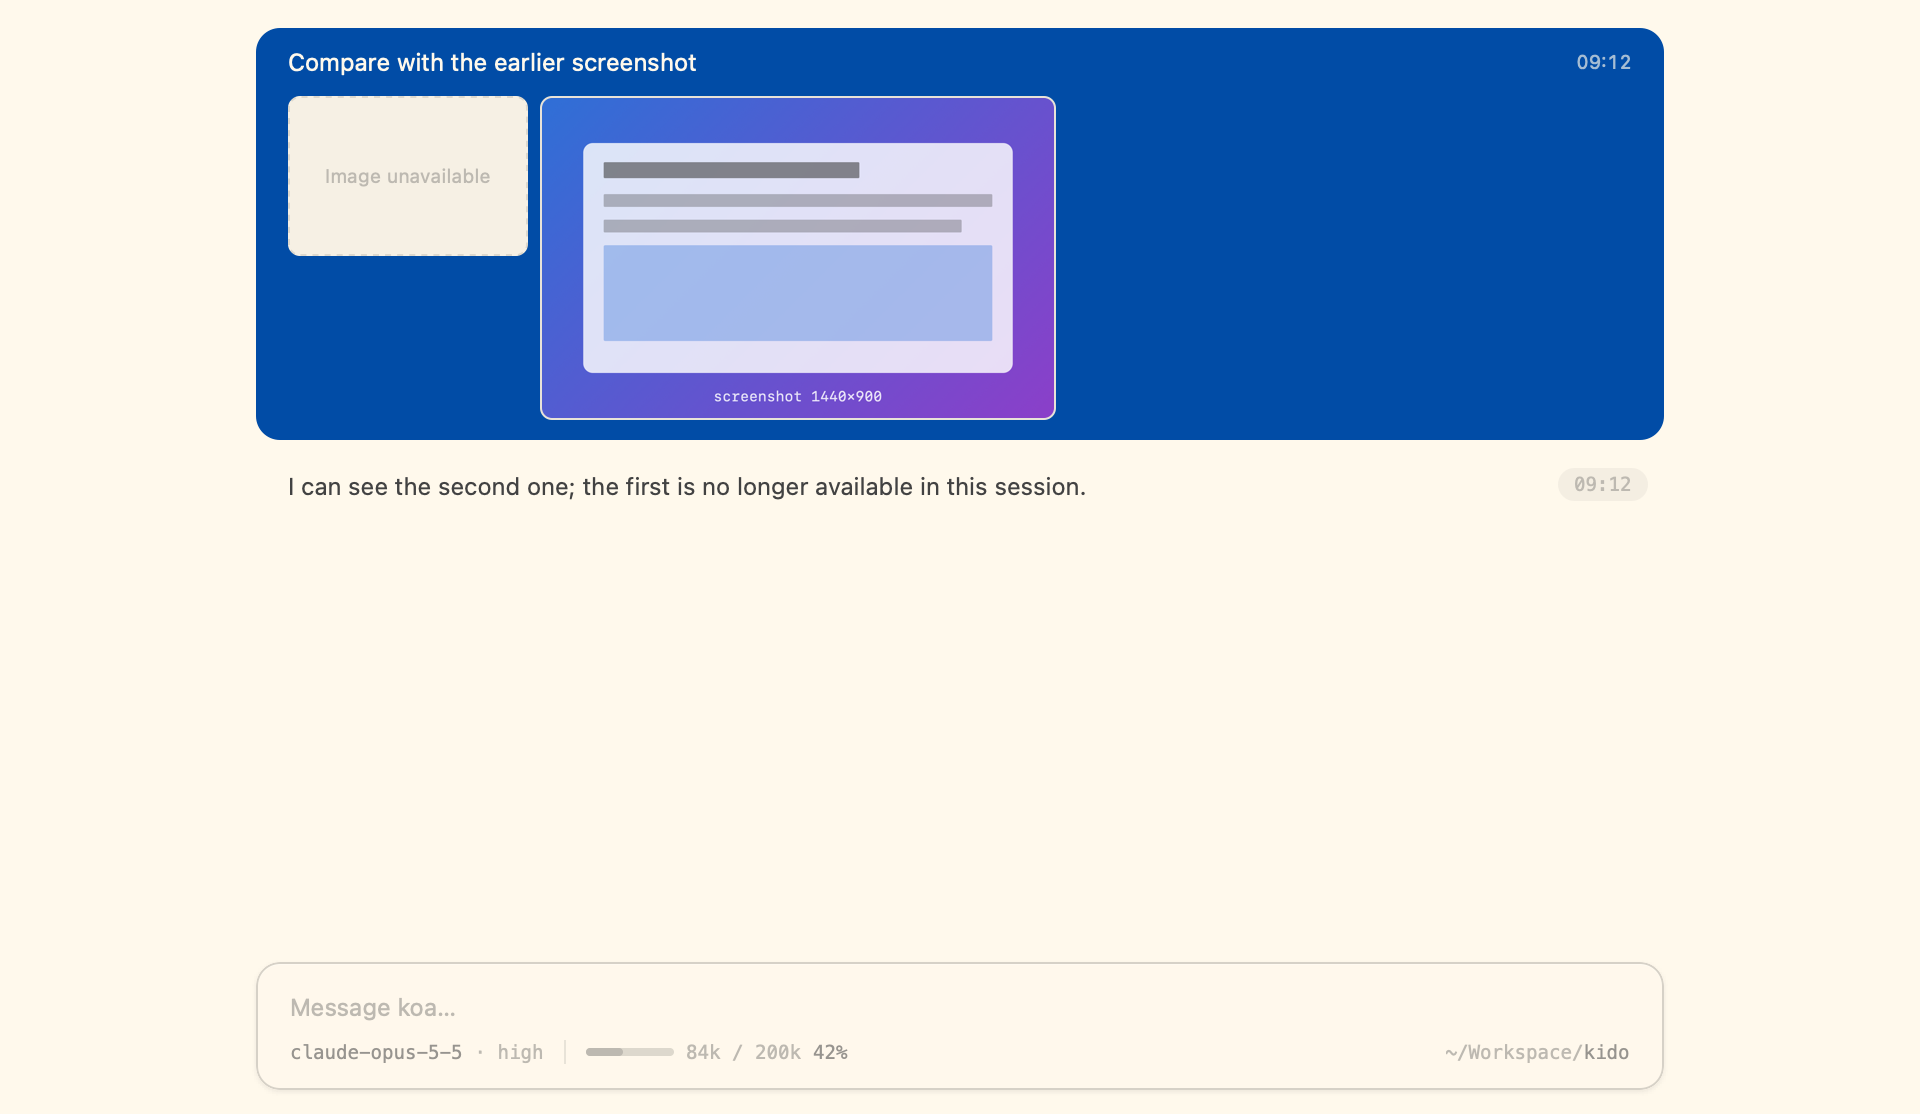 Compare with the earlier screenshot
09:12
Image unavailable
screenshot 1440×900
I can see the second one; the first is no longer available in this session.
09:12
Message koa...
claude-opus-5-5 · high 84k / 200k 42% ~/Workspace/kido